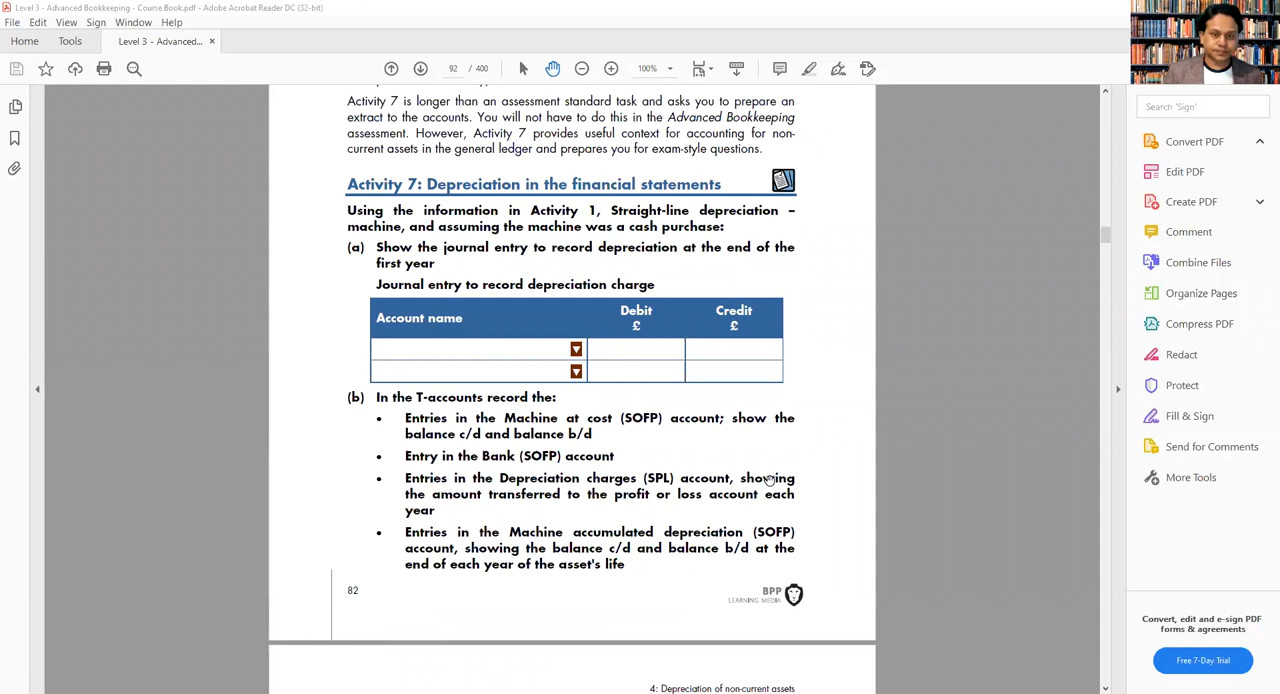 Level 3 - Advanced Bookkeeping - Course Book.pdf - Adobe Acrobat Reader DC (32-bit)
File Edit View Sign Window Help
Home Tools Level 3 - Advanced... ×
92 / 400 100%
Search 'Sign'
Activity 7 is longer than an assessment standard task and asks you to prepare an
extract to the accounts. You will not have to do this in the Advanced Bookkeeping
assessment. However, Activity 7 provides useful context for accounting for non-
current assets in the general ledger and prepares you for exam-style questions.
Activity 7: Depreciation in the financial statements
Using the information in Activity 1, Straight-line depreciation –
machine, and assuming the machine was a cash purchase:
(a) Show the journal entry to record depreciation at the end of the
first year
Journal entry to record depreciation charge
Account name Debit £ Credit £
(b) In the T-accounts record the:
• Entries in the Machine at cost (SOFP) account; show the
balance c/d and balance b/d
• Entry in the Bank (SOFP) account
• Entries in the Depreciation charges (SPL) account, showing
the amount transferred to the profit or loss account each
year
• Entries in the Machine accumulated depreciation (SOFP)
account, showing the balance c/d and balance b/d at the
end of each year of the asset's life
82
BPP
LEARNING MEDIA
4: Depreciation of non-current assets
Convert PDF
Edit PDF
Create PDF
Comment
Combine Files
Organize Pages
Compress PDF
Redact
Protect
Fill & Sign
Send for Comments
More Tools
Convert, edit and e-sign PDF
forms & agreements
Free 7-Day Trial